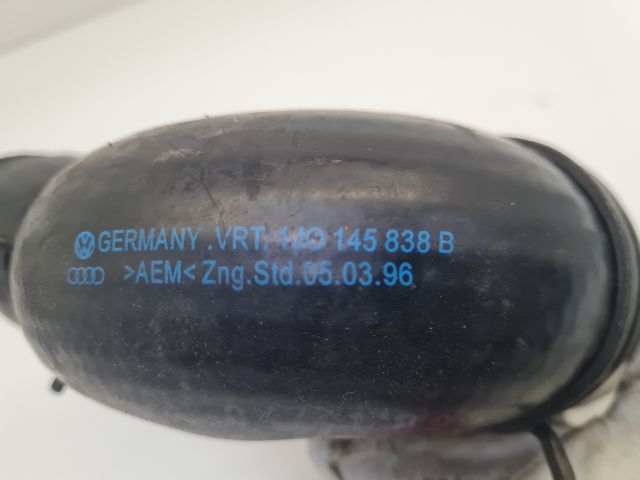 GERMANY .VRT. 1J0 145 838 B
>AEM< Zng.Std.05.03.96